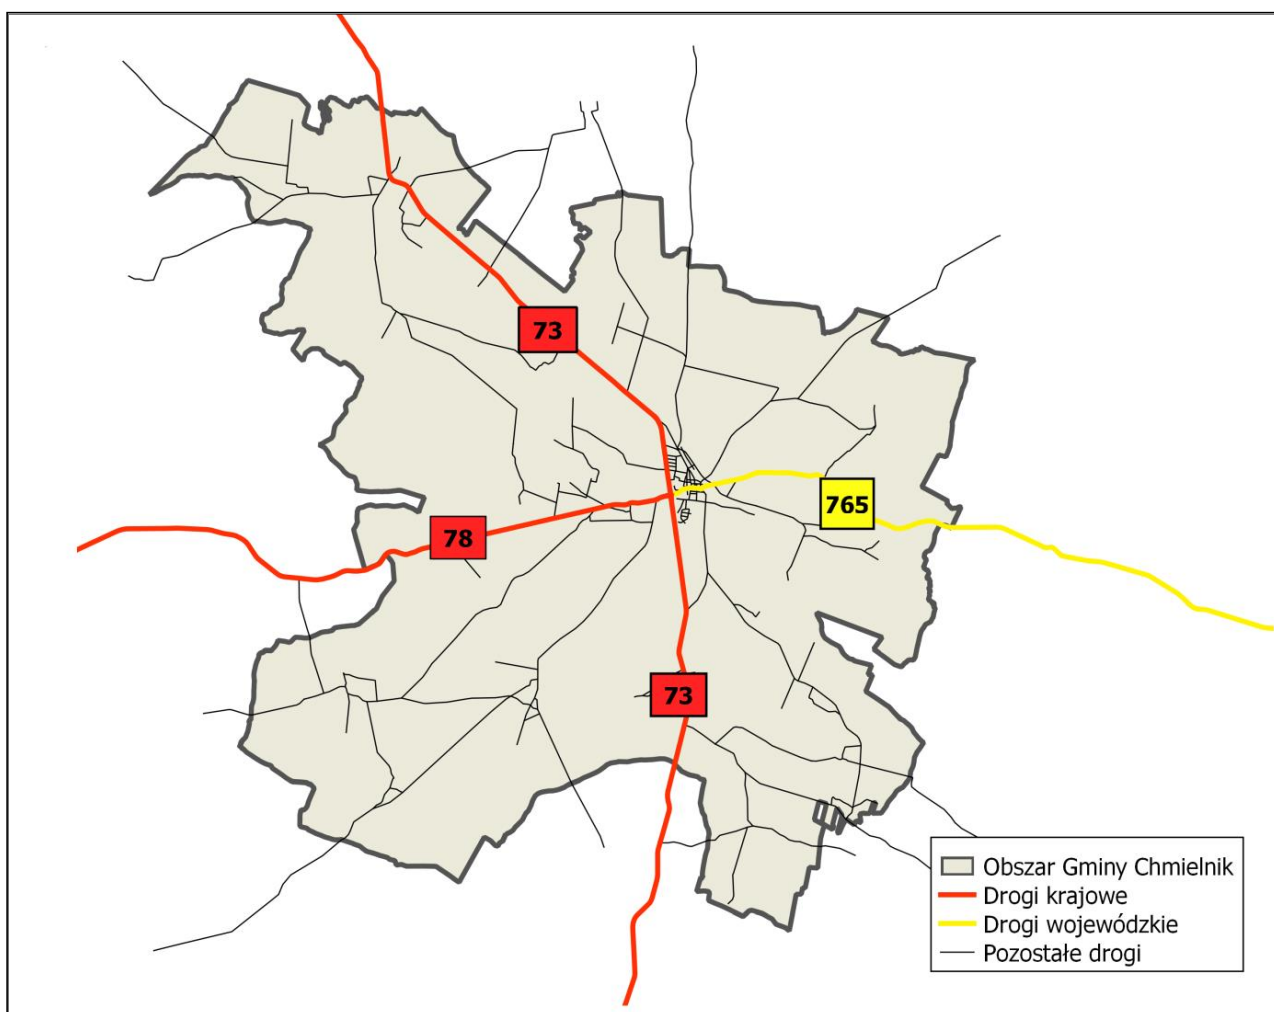 73
765
78
73
Obszar Gminy Chmielnik
Drogi krajowe
Drogi wojewódzkie
Pozostałe drogi